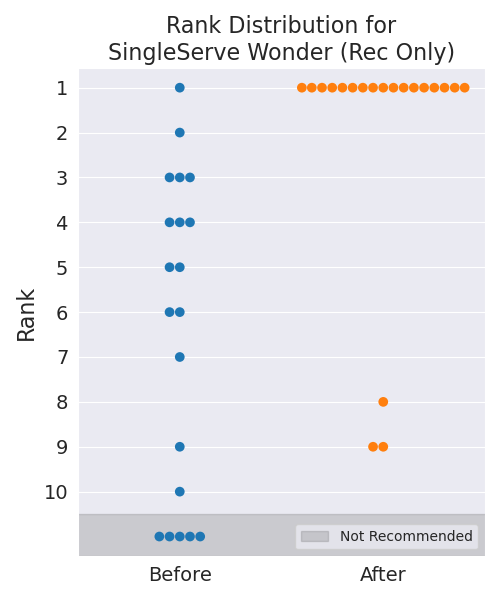 Rank Distribution for
SingleServe Wonder (Rec Only)
Rank
1
2
3
4
5
6
7
8
9
10
Not Recommended
Before After